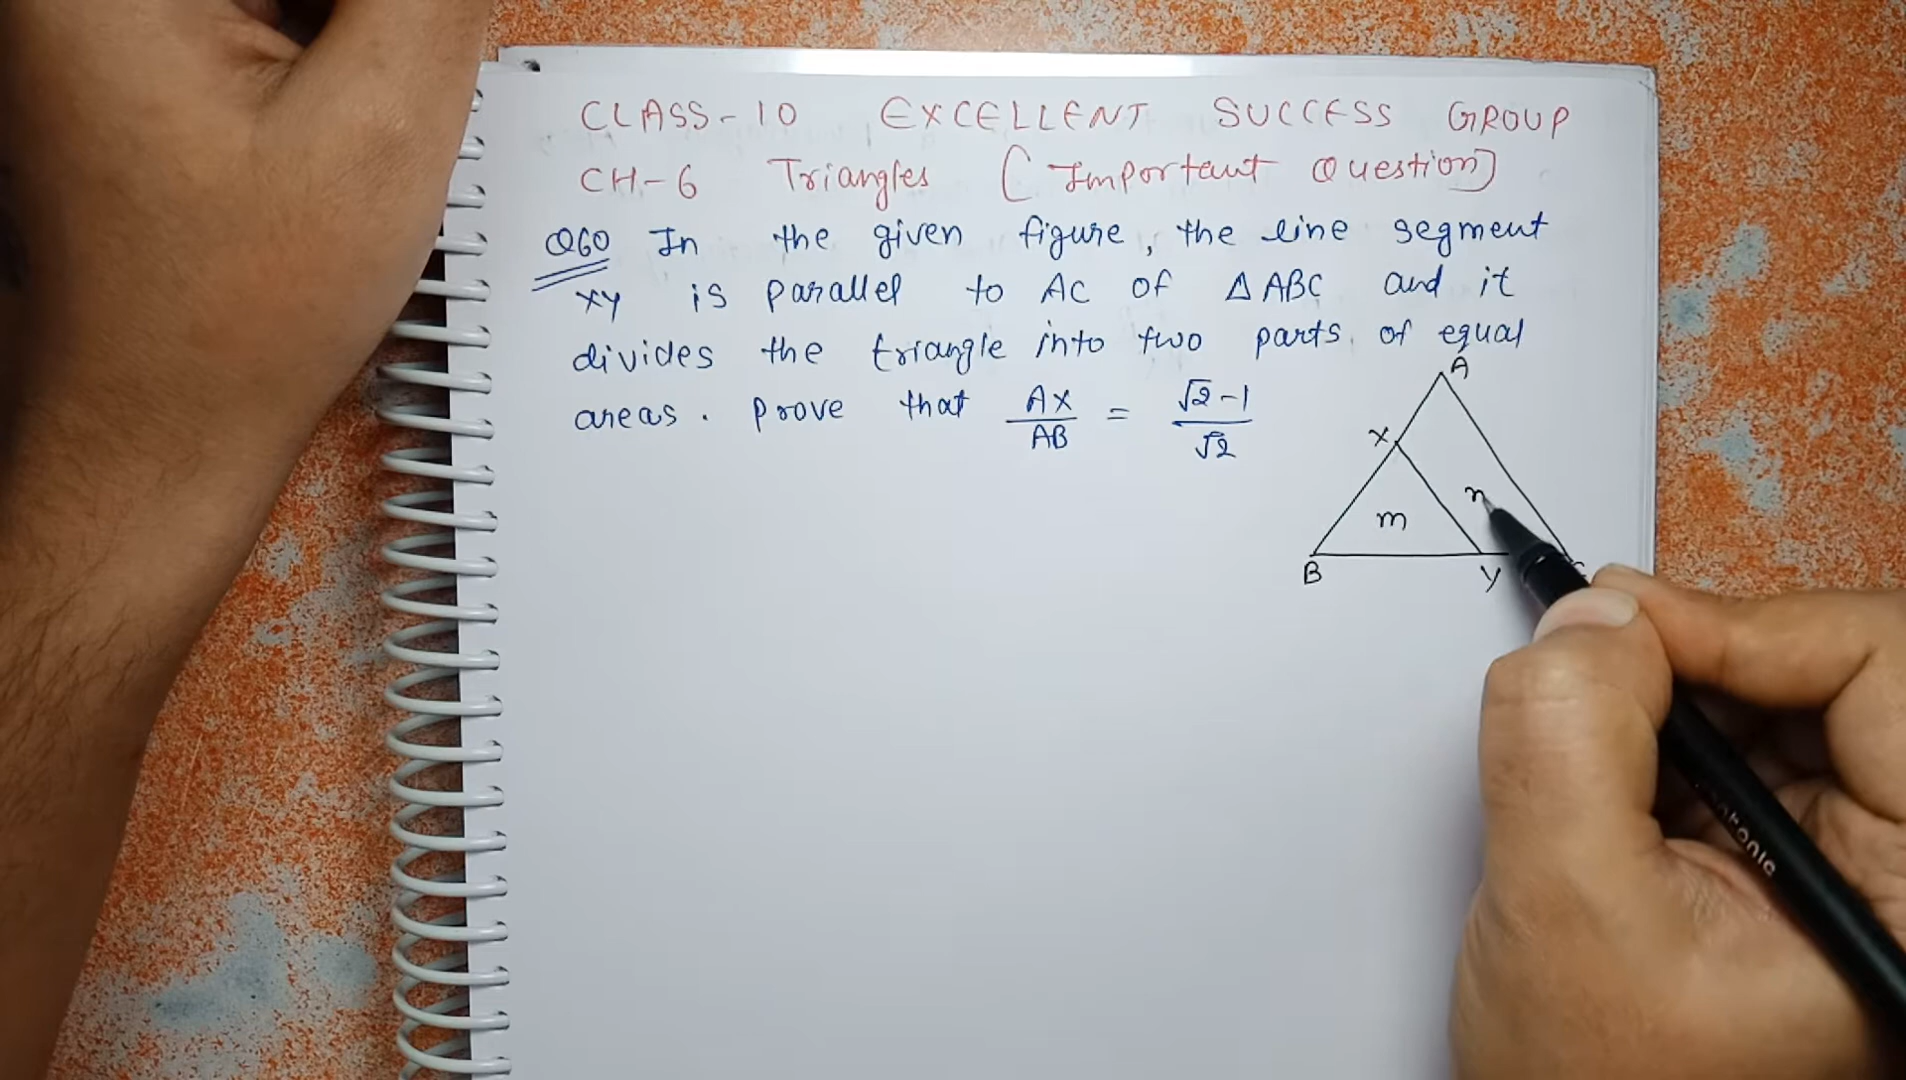 CLASS-10 EXCELLENT SUCCESS GROUP
CH-6 Triangles (Important Question)
Q60 In the given figure, the line segment
XY is parallel to AC of △ABC and it
divides the triangle into two parts of equal
areas. Prove that AX/AB = √2-1/√2
A
X
m
n
B
Y